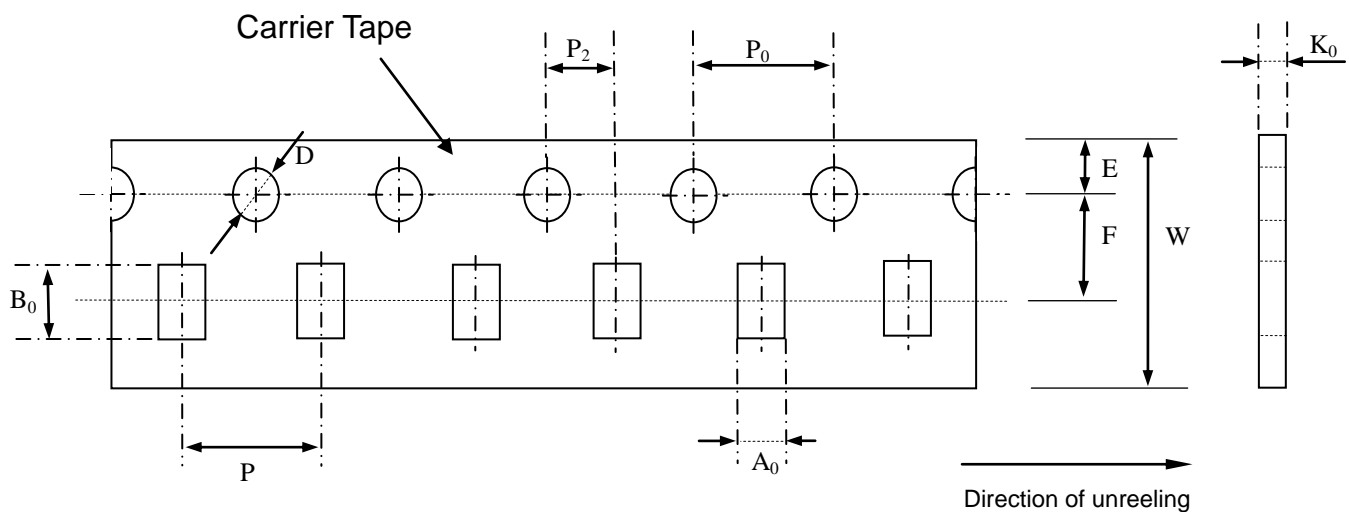 Carrier Tape
P₂
P₀
K₀
D
E
F
W
B₀
P
A₀
Direction of unreeling